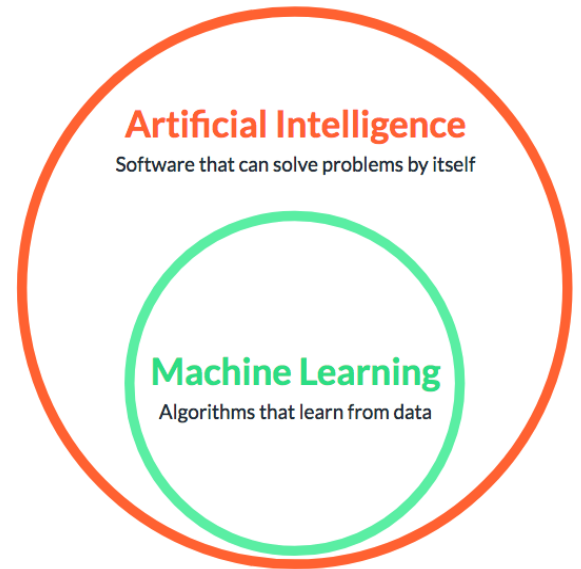 Artificial Intelligence
Software that can solve problems by itself
Machine Learning
Algorithms that learn from data